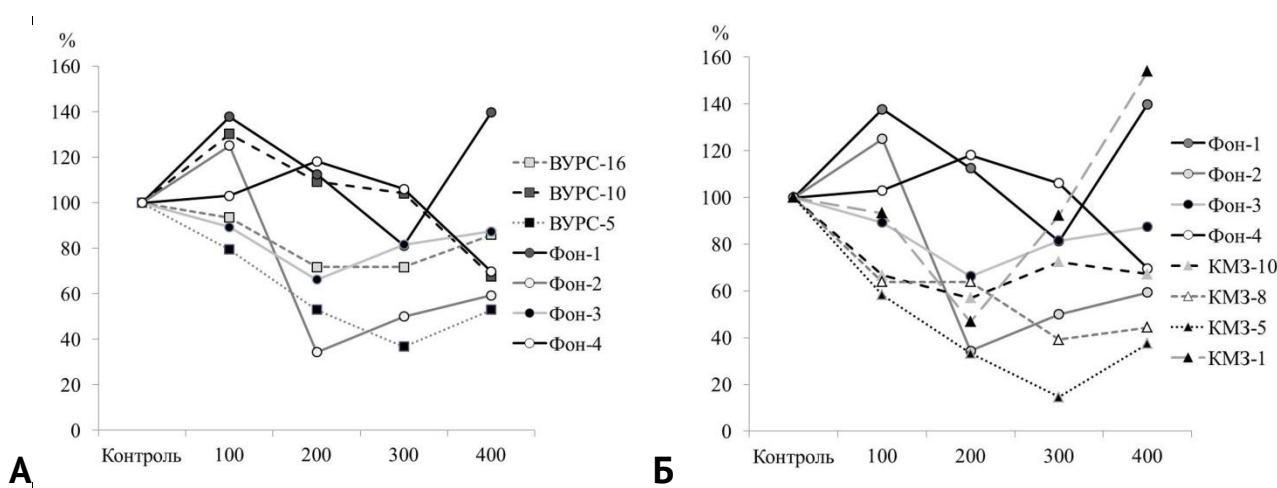 %
160
140
120
100
80
60
40
20
0
Контроль 100 200 300 400
ВУРС-16
ВУРС-10
ВУРС-5
Фон-1
Фон-2
Фон-3
Фон-4
А
%
160
140
120
100
80
60
40
20
0
Контроль 100 200 300 400
Фон-1
Фон-2
Фон-3
Фон-4
КМЗ-10
КМЗ-8
КМЗ-5
КМЗ-1
Б